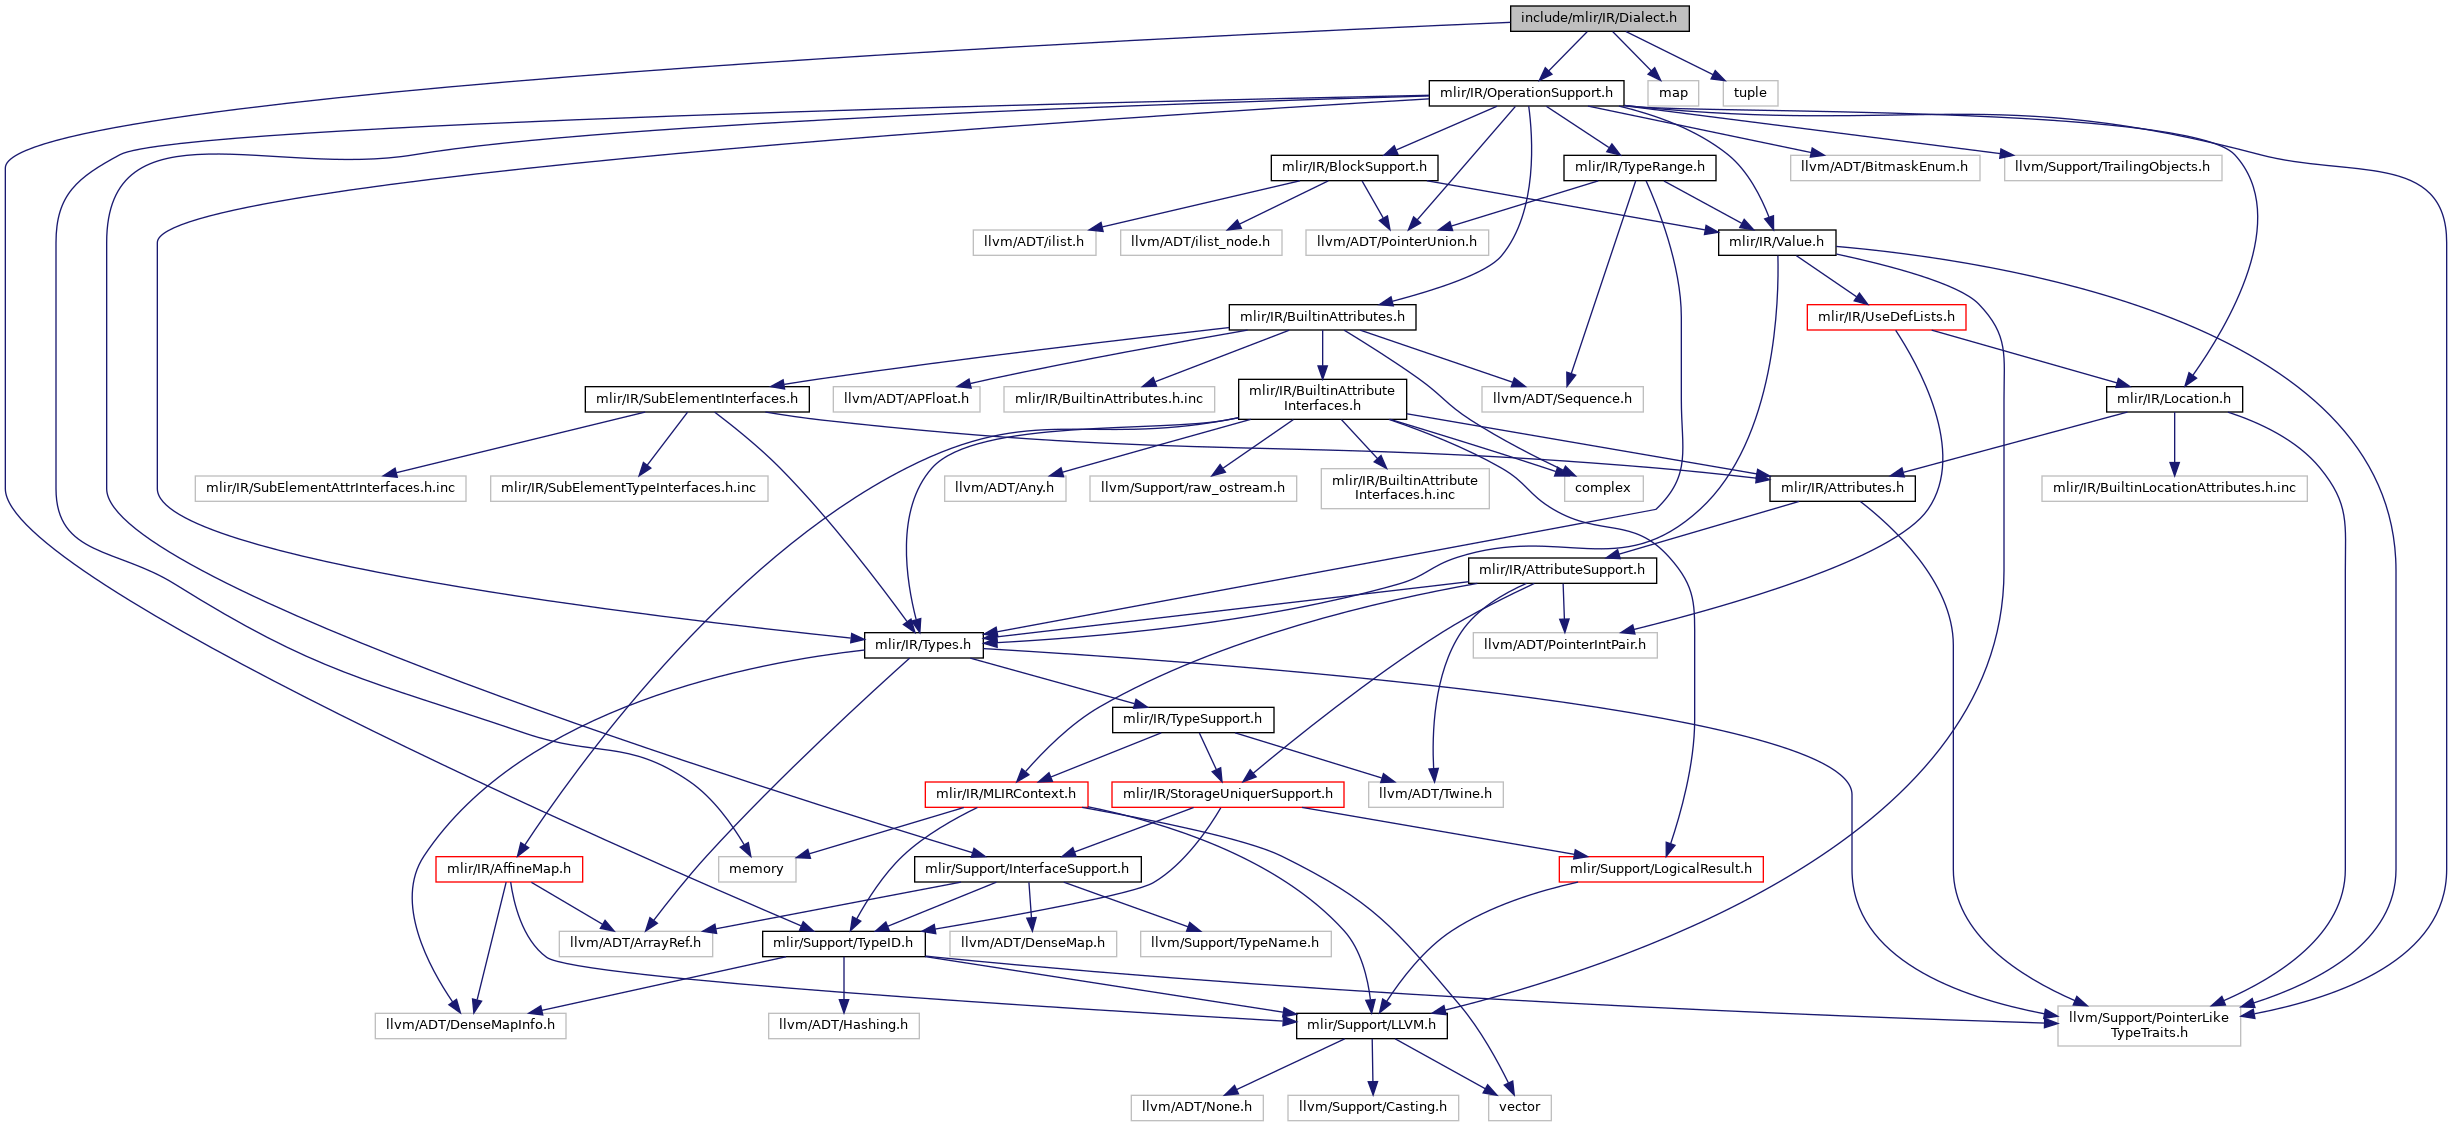 include/mlir/IR/Dialect.h
mlir/IR/OperationSupport.h
map
tuple
mlir/IR/BlockSupport.h
mlir/IR/TypeRange.h
llvm/ADT/BitmaskEnum.h
llvm/Support/TrailingObjects.h
llvm/ADT/ilist.h
llvm/ADT/ilist_node.h
llvm/ADT/PointerUnion.h
mlir/IR/Value.h
mlir/IR/BuiltinAttributes.h
mlir/IR/UseDefLists.h
mlir/IR/SubElementInterfaces.h
llvm/ADT/APFloat.h
mlir/IR/BuiltinAttributes.h.inc
mlir/IR/BuiltinAttribute
Interfaces.h
llvm/ADT/Sequence.h
mlir/IR/Location.h
mlir/IR/SubElementAttrInterfaces.h.inc
mlir/IR/SubElementTypeInterfaces.h.inc
llvm/ADT/Any.h
llvm/Support/raw_ostream.h
mlir/IR/BuiltinAttribute
Interfaces.h.inc
complex
mlir/IR/Attributes.h
mlir/IR/BuiltinLocationAttributes.h.inc
mlir/IR/AttributeSupport.h
mlir/IR/Types.h
llvm/ADT/PointerIntPair.h
mlir/IR/TypeSupport.h
mlir/IR/MLIRContext.h
mlir/IR/StorageUniquerSupport.h
llvm/ADT/Twine.h
mlir/IR/AffineMap.h
memory
mlir/Support/InterfaceSupport.h
mlir/Support/LogicalResult.h
llvm/ADT/ArrayRef.h
mlir/Support/TypeID.h
llvm/ADT/DenseMap.h
llvm/Support/TypeName.h
llvm/ADT/DenseMapInfo.h
llvm/ADT/Hashing.h
mlir/Support/LLVM.h
llvm/Support/PointerLike
TypeTraits.h
llvm/ADT/None.h
llvm/Support/Casting.h
vector